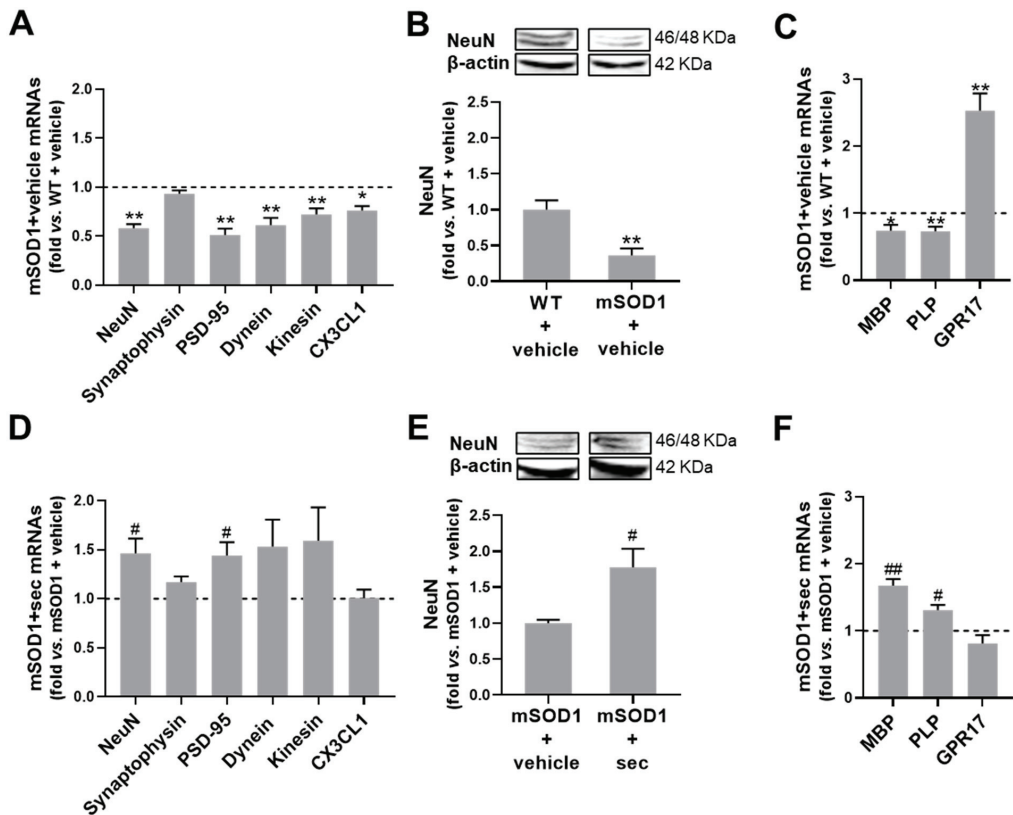 A
mSOD1+vehicle mRNAs
(fold vs. WT + vehicle)
2.0
1.5
1.0
0.5
0.0
** ** ** ** *
NeuN
Synaptophysin
PSD-95
Dynein
Kinesin
CX3CL1
B
NeuN
46/48 KDa
β-actin
42 KDa
NeuN
(fold vs. WT + vehicle)
2.5
2.0
1.5
1.0
0.5
0.0
**
WT
+
vehicle
mSOD1
+
vehicle
C
mSOD1+vehicle mRNAs
(fold vs. WT + vehicle)
3
2
1
0
* ** **
MBP
PLP
GPR17
D
mSOD1+sec mRNAs
(fold vs. mSOD1 + vehicle)
2.0
1.5
1.0
0.5
0.0
# #
NeuN
Synaptophysin
PSD-95
Dynein
Kinesin
CX3CL1
E
NeuN
46/48 KDa
β-actin
42 KDa
NeuN
(fold vs. mSOD1 + vehicle)
2.5
2.0
1.5
1.0
0.5
0.0
#
mSOD1
+
vehicle
mSOD1
+
sec
F
mSOD1+sec mRNAs
(fold vs. mSOD1 + vehicle)
3
2
1
0
## #
MBP
PLP
GPR17